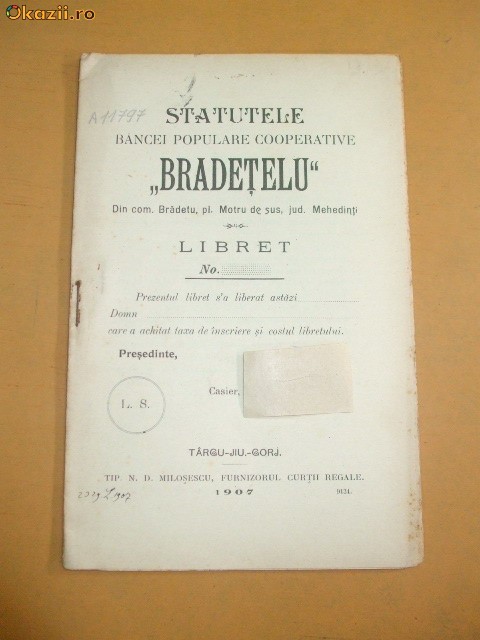 Okazii.ro
A11797
STATUTELE
BĂNCEI POPULARE COOPERATIVE
„BRADEȚELU“
Din com. Brădetu, pl. Motru de sus, jud. Mehedinți
LIBRET
No.
Prezentul libret s'a liberat astăzi
Domn
care a achitat taxa de înscriere și costul libretului.
Președinte,
Casier,
L. S.
TÂRGU-JIU.-GORJ.
TIP. N. D. MILOȘESCU, FURNIZORUL CURȚII REGALE.
1907
9124.